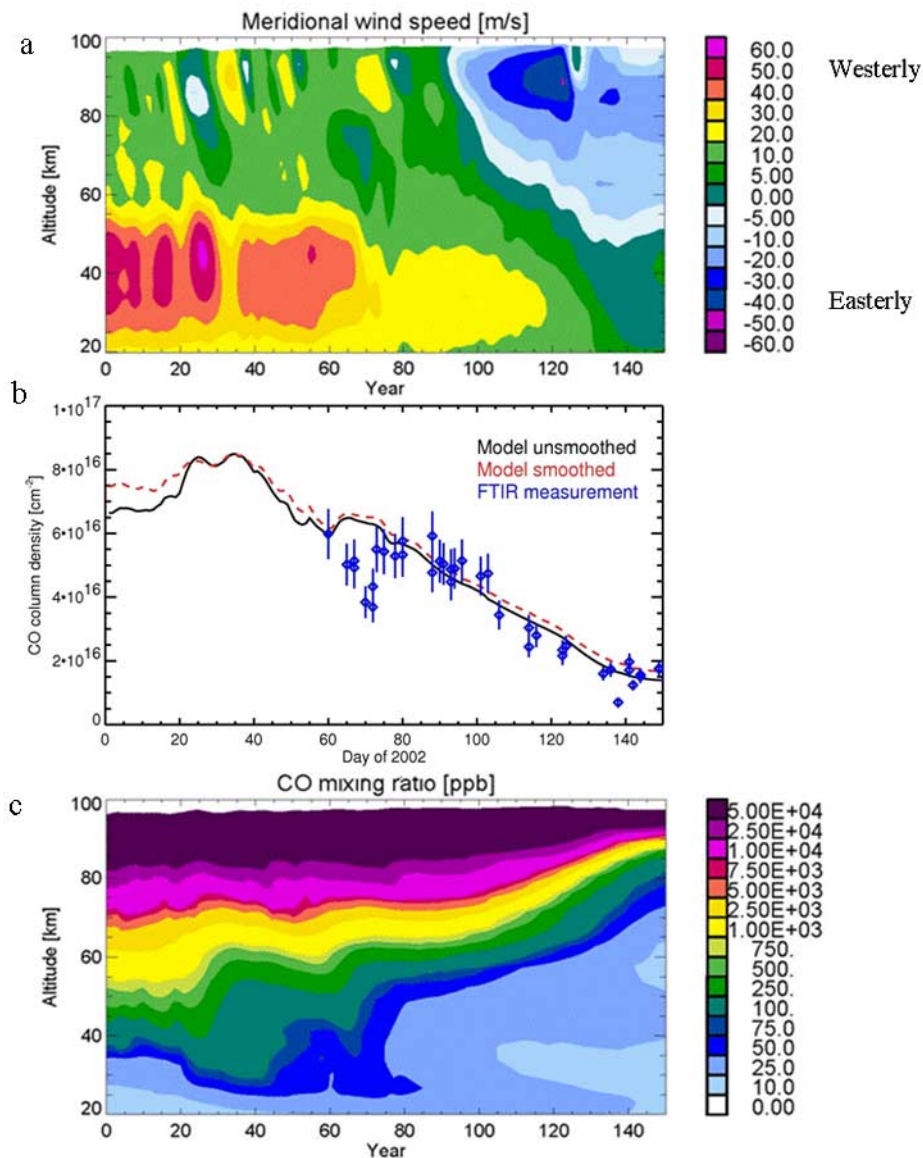 a
Meridional wind speed [m/s]
100
80
60
40
20
Altitude [km]
0 20 40 60 80 100 120 140
Year
60.0
50.0
40.0
30.0
20.0
10.0
5.00
0.00
-5.00
-10.0
-30.0
-40.0
-50.0
-60.0
Westerly
Easterly
b
1•10¹⁷
8•10¹⁶
6•10¹⁶
4•10¹⁶
2•10¹⁶
0
CO column density [cm⁻²]
Model unsmoothed
Model smoothed
FTIR measurement
0 20 40 60 80 100 120 140
Day of 2002
c
CO mixing ratio [ppb]
100
80
60
40
20
Altitude [km]
0 20 40 60 80 100 120 140
Year
5.00E+04
2.50E+04
1.00E+04
7.50E+03
5.00E+03
2.50E+03
1.00E+03
750.
500.
250.
100.
75.0
50.0
25.0
10.0
0.00